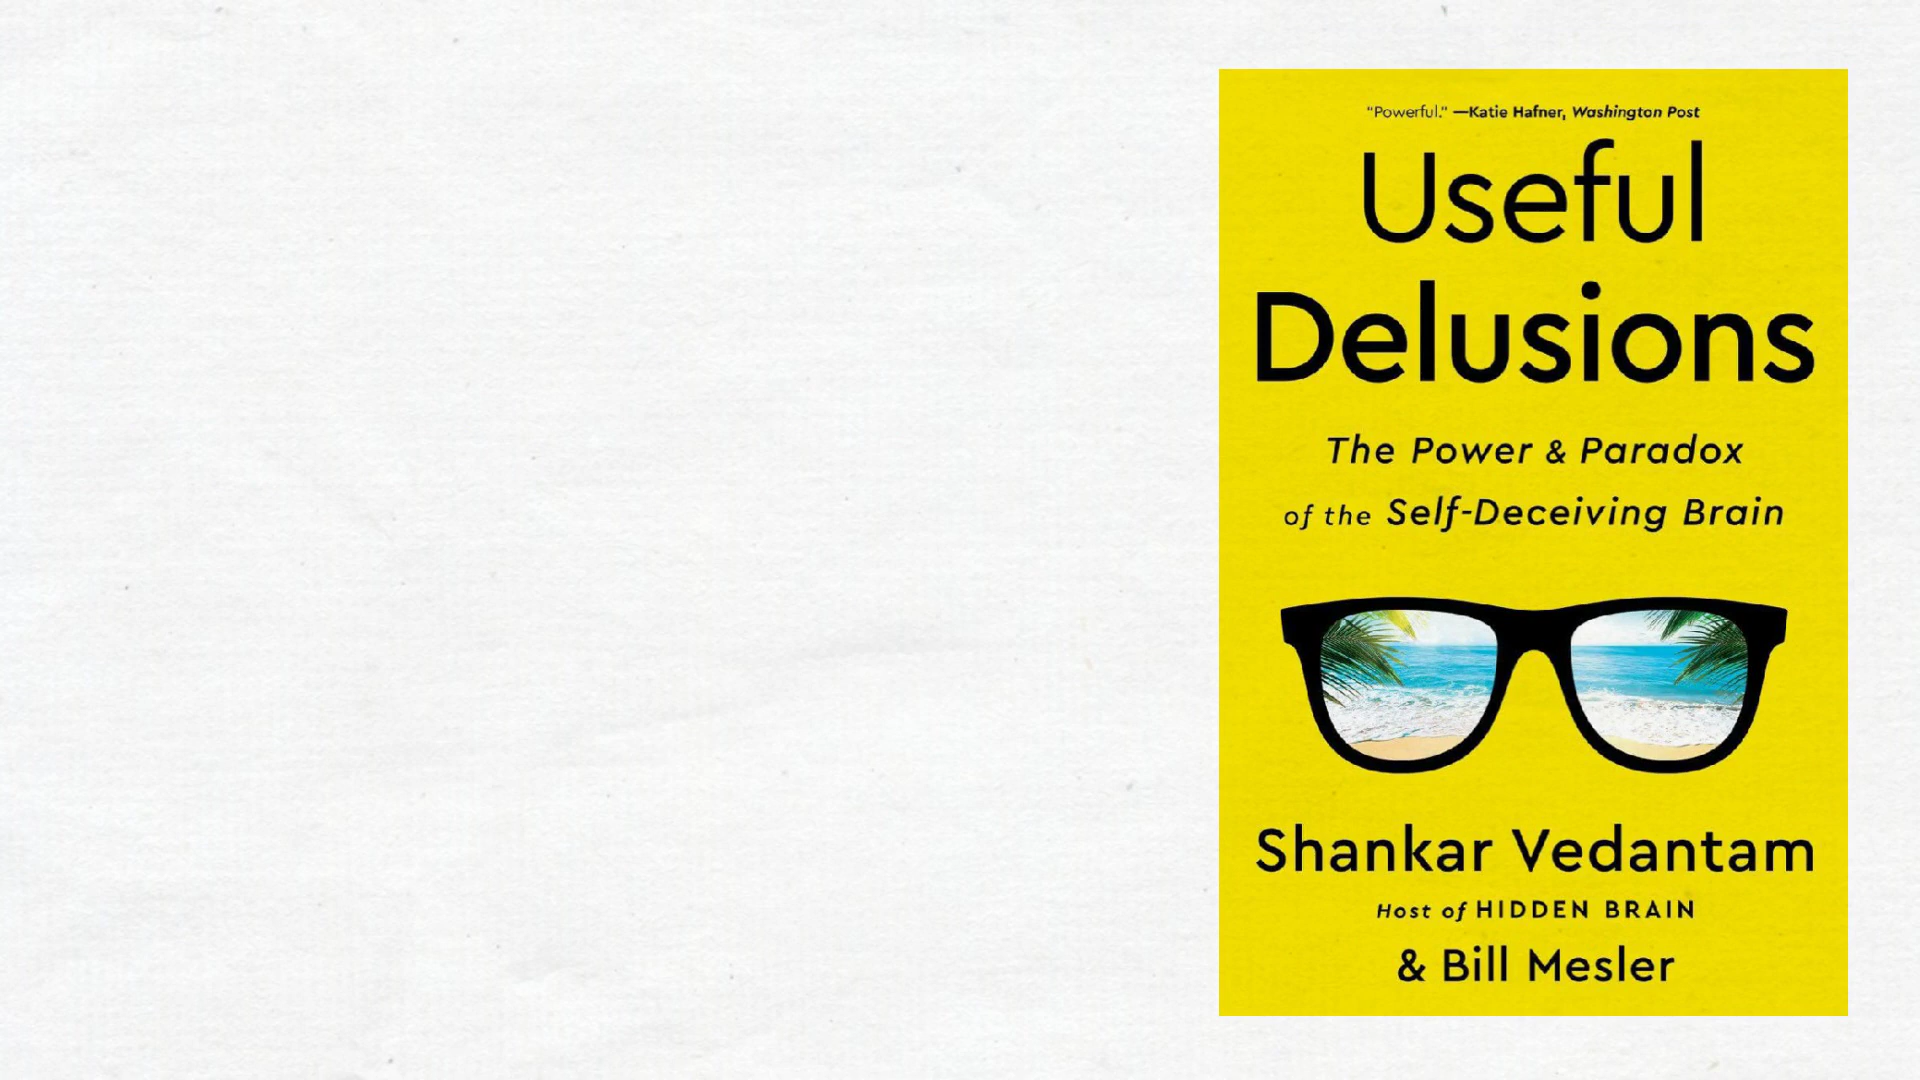 “Powerful.” —Katie Hafner, Washington Post
Useful
Delusions
The Power & Paradox
of the Self-Deceiving Brain
Shankar Vedantam
Host of HIDDEN BRAIN
& Bill Mesler